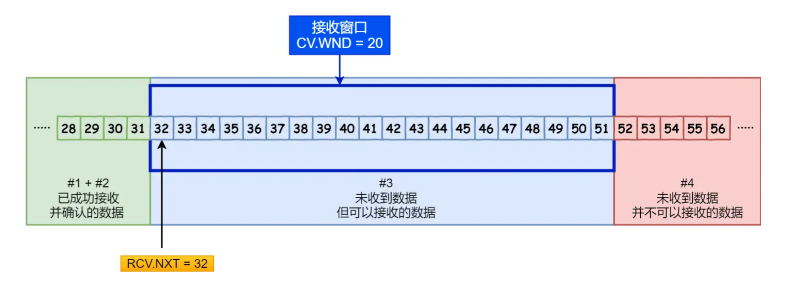 接收窗口
CV.WND = 20
..... 28 29 30 31 32 33 34 35 36 37 38 39 40 41 42 43 44 45 46 47 48 49 50 51 52 53 54 55 56 .....
#1 + #2
已成功接收
并确认的数据
#3
未收到数据
但可以接收的数据
#4
未收到数据
并不可以接收的数据
RCV.NXT = 32